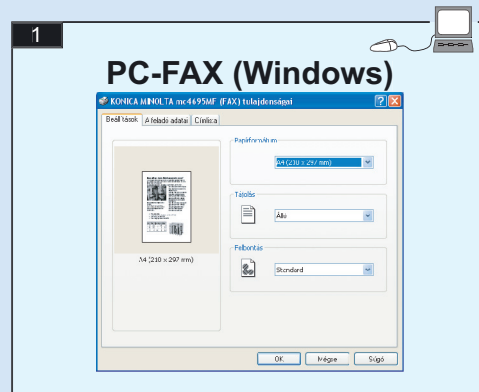 1
PC-FAX (Windows)
KONICA MINOLTA mc4695MF (FAX) tulajdonságai
Beállítások A feladó adatai Címlista
Papírformátum
A4 (210 x 297 mm)
Tájolás
Álló
A4 (210 x 297 mm)
Felbontás
Standard
OK Mégse Súgó